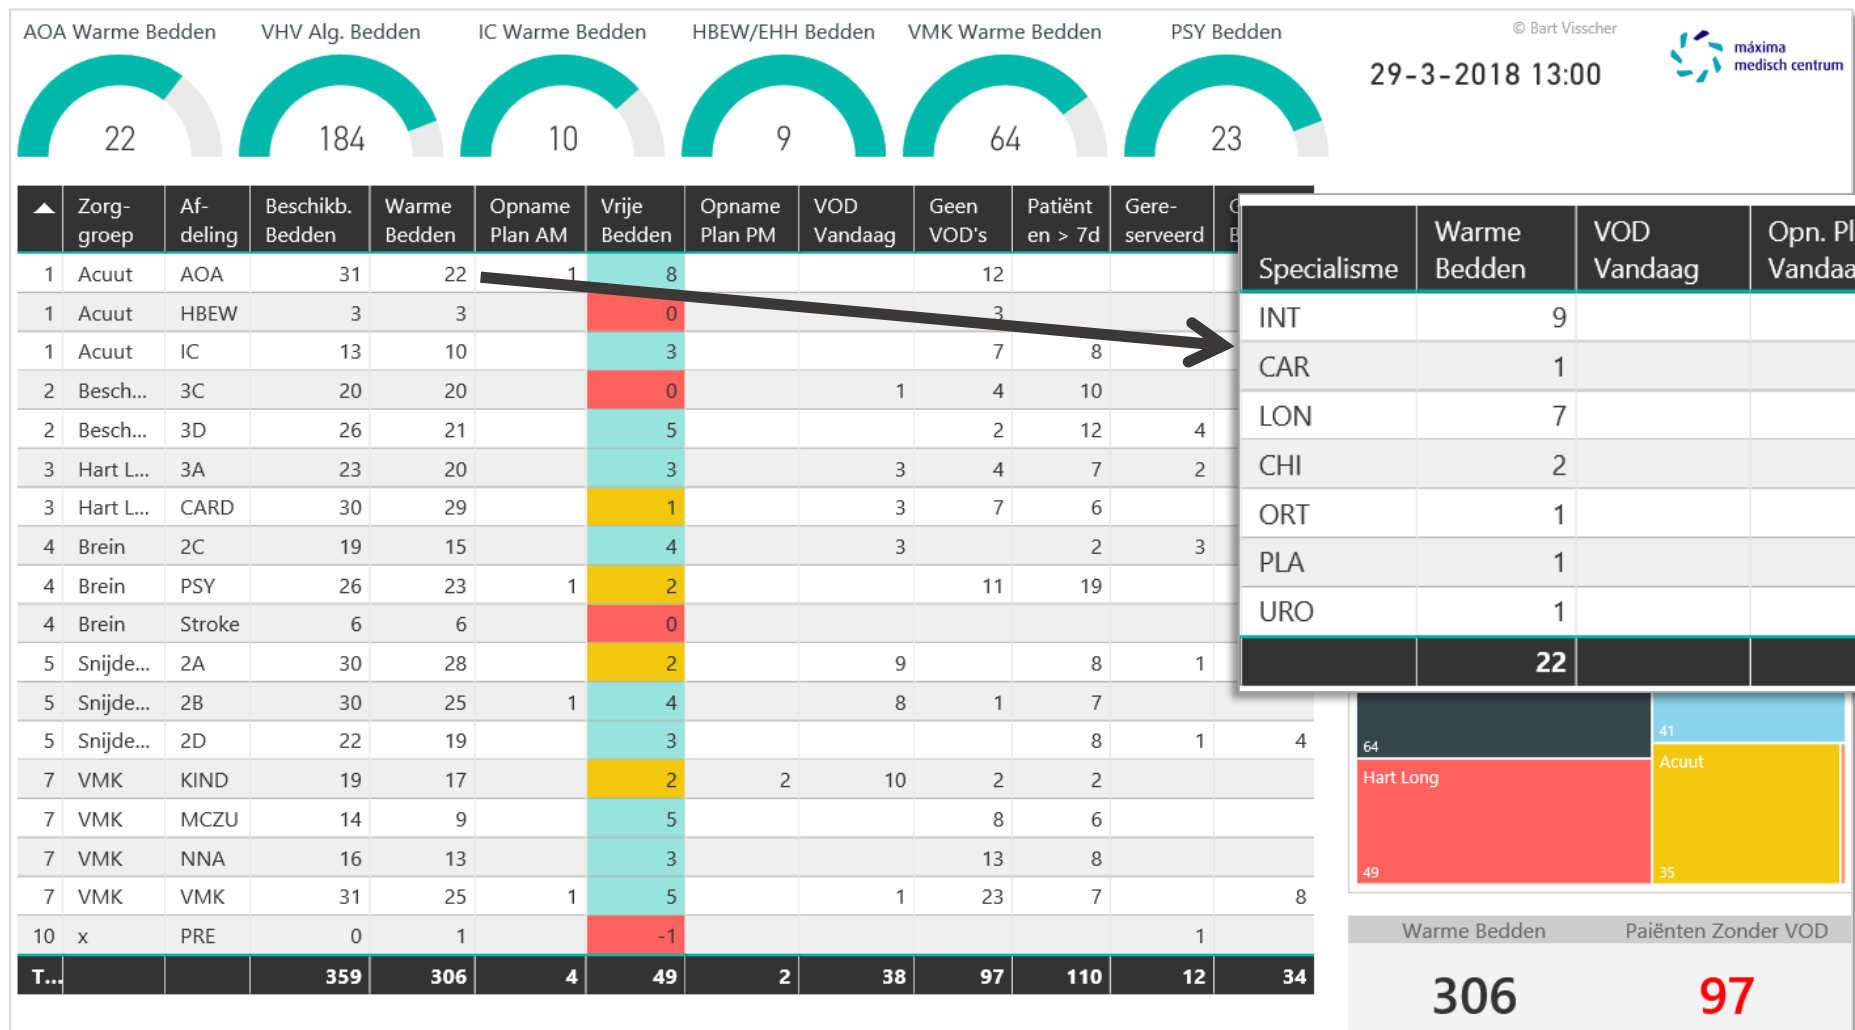 AOA Warme Bedden VHV Alg. Bedden IC Warme Bedden HBEW/EHH Bedden VMK Warme Bedden PSY Bedden
© Bart Visscher
29-3-2018 13:00
máxima
medisch centrum
22 184 10 9 64 23
Zorg- Af- Beschikb. Warme Opname Vrije Opname VOD Geen Patiënt Gere-
groep deling Bedden Bedden Plan AM Bedden Plan PM Vandaag VOD's en > 7d serveerd
1 Acuut AOA 31 22 1 8 12
1 Acuut HBEW 3 3 0 3
1 Acuut IC 13 10 3 7 8
2 Besch... 3C 20 20 0 1 4 10
2 Besch... 3D 26 21 5 2 12 4
3 Hart L... 3A 23 20 3 3 4 7 2
3 Hart L... CARD 30 29 1 3 7 6
4 Brein 2C 19 15 4 3 2 3
4 Brein PSY 26 23 1 2 11 19
4 Brein Stroke 6 6 0
5 Snijde... 2A 30 28 2 9 8 1
5 Snijde... 2B 30 25 1 4 8 1 7
5 Snijde... 2D 22 19 3 8 1 4
7 VMK KIND 19 17 2 2 10 2 2
7 VMK MCZU 14 9 5 8 6
7 VMK NNA 16 13 3 13 8
7 VMK VMK 31 25 1 5 1 23 7 8
10 x PRE 0 1 -1 1
T... 359 306 4 49 2 38 97 110 12 34
Warme VOD Opn. Pl
Specialisme Bedden Vandaag Vandaa
INT 9
CAR 1
LON 7
CHI 2
ORT 1
PLA 1
URO 1
22
64 41
Hart Long Acuut
49 35
Warme Bedden Paiënten Zonder VOD
306 97